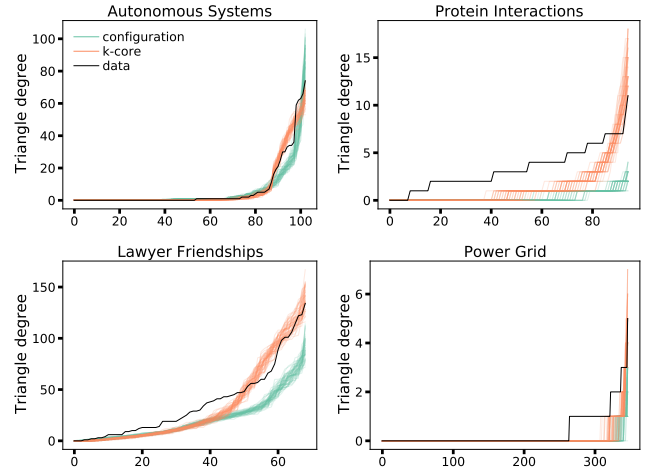 Autonomous Systems
Triangle degree
100
80
60
40
20
0
configuration
k-core
data
0 20 40 60 80 100
Protein Interactions
Triangle degree
15
10
5
0
0 20 40 60 80
Lawyer Friendships
Triangle degree
150
100
50
0
0 20 40 60
Power Grid
Triangle degree
6
4
2
0
0 100 200 300